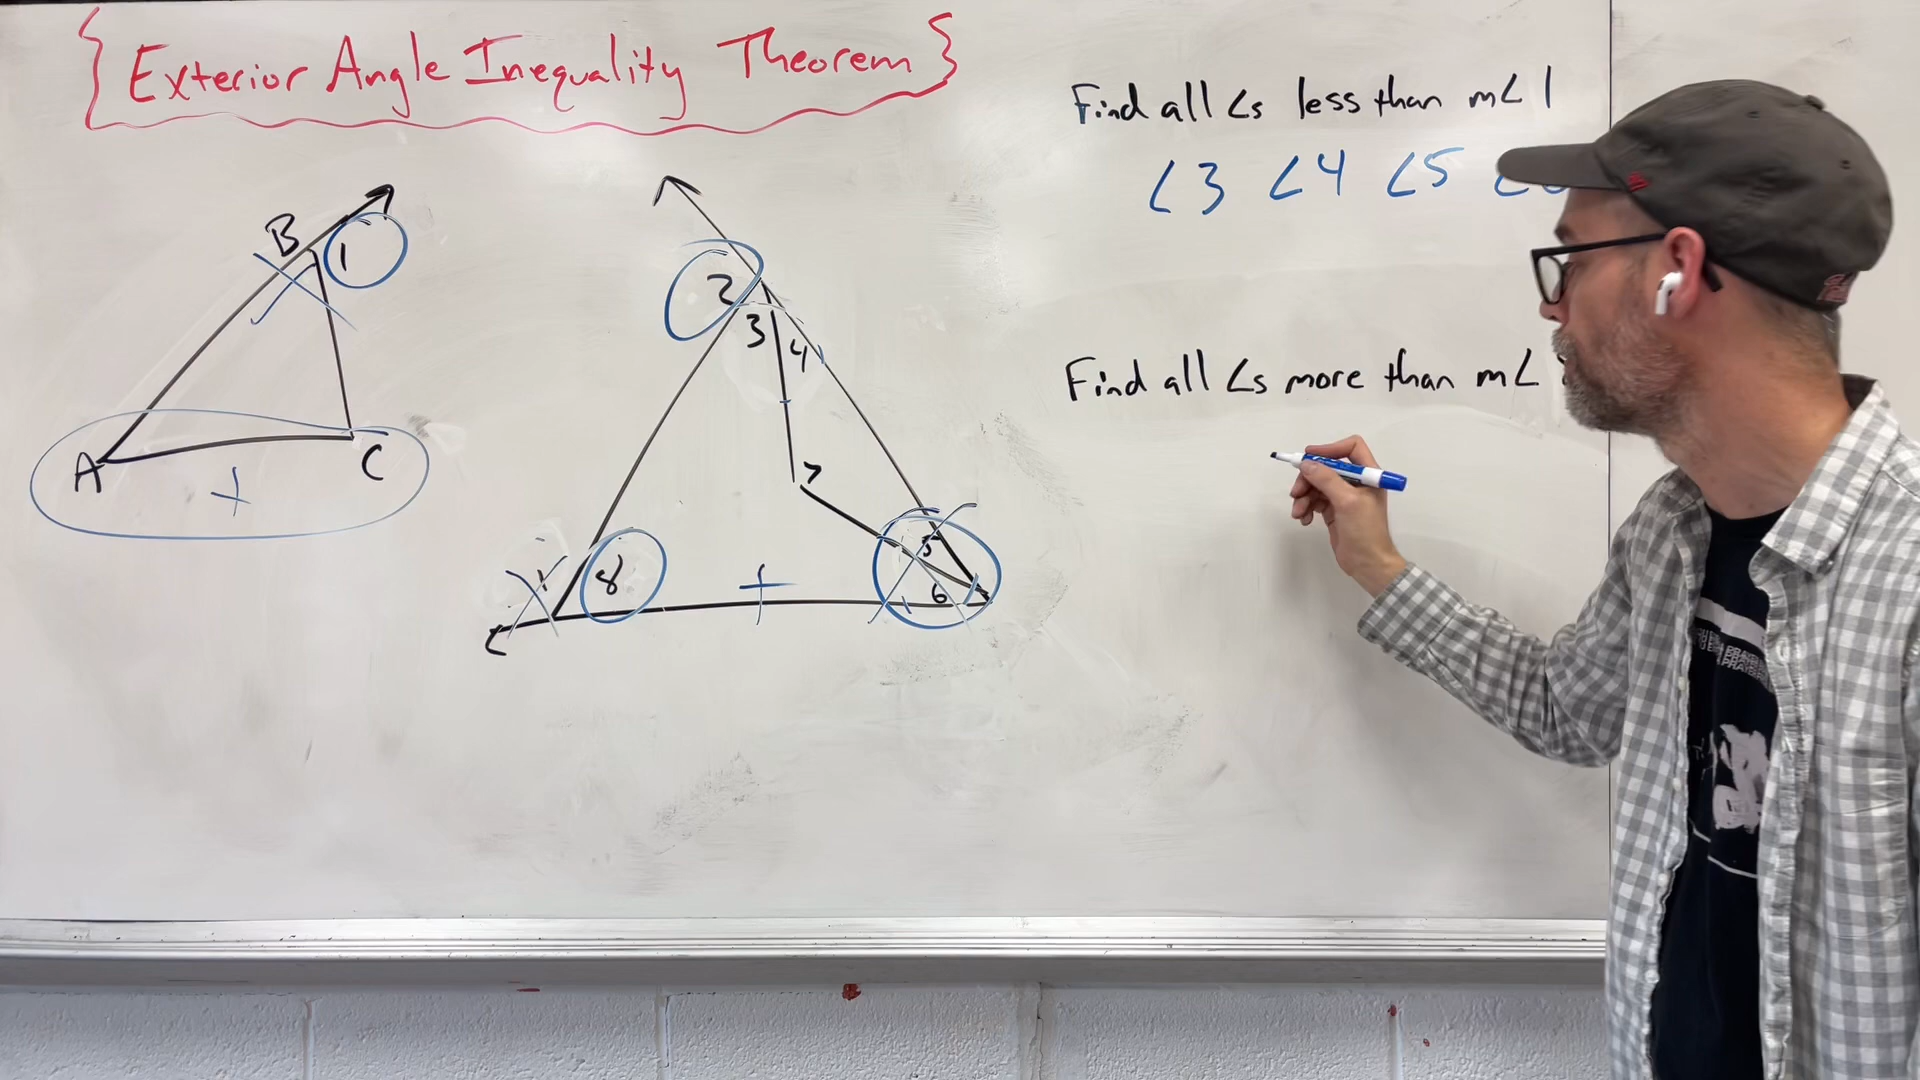 Exterior Angle Inequality Theorem
Find all ∠s less than m∠1
∠3 ∠4 ∠5 ∠
Find all ∠s more than m∠
B
1
A
C
2
3
4
7
5
8
6